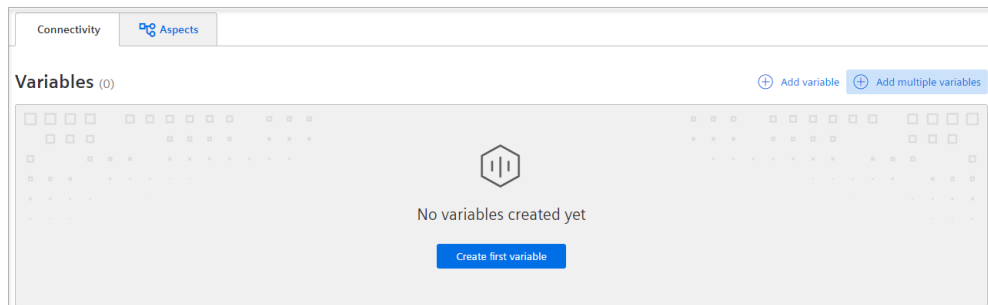 Connectivity Aspects
Variables (0) Add variable Add multiple variables
No variables created yet
Create first variable